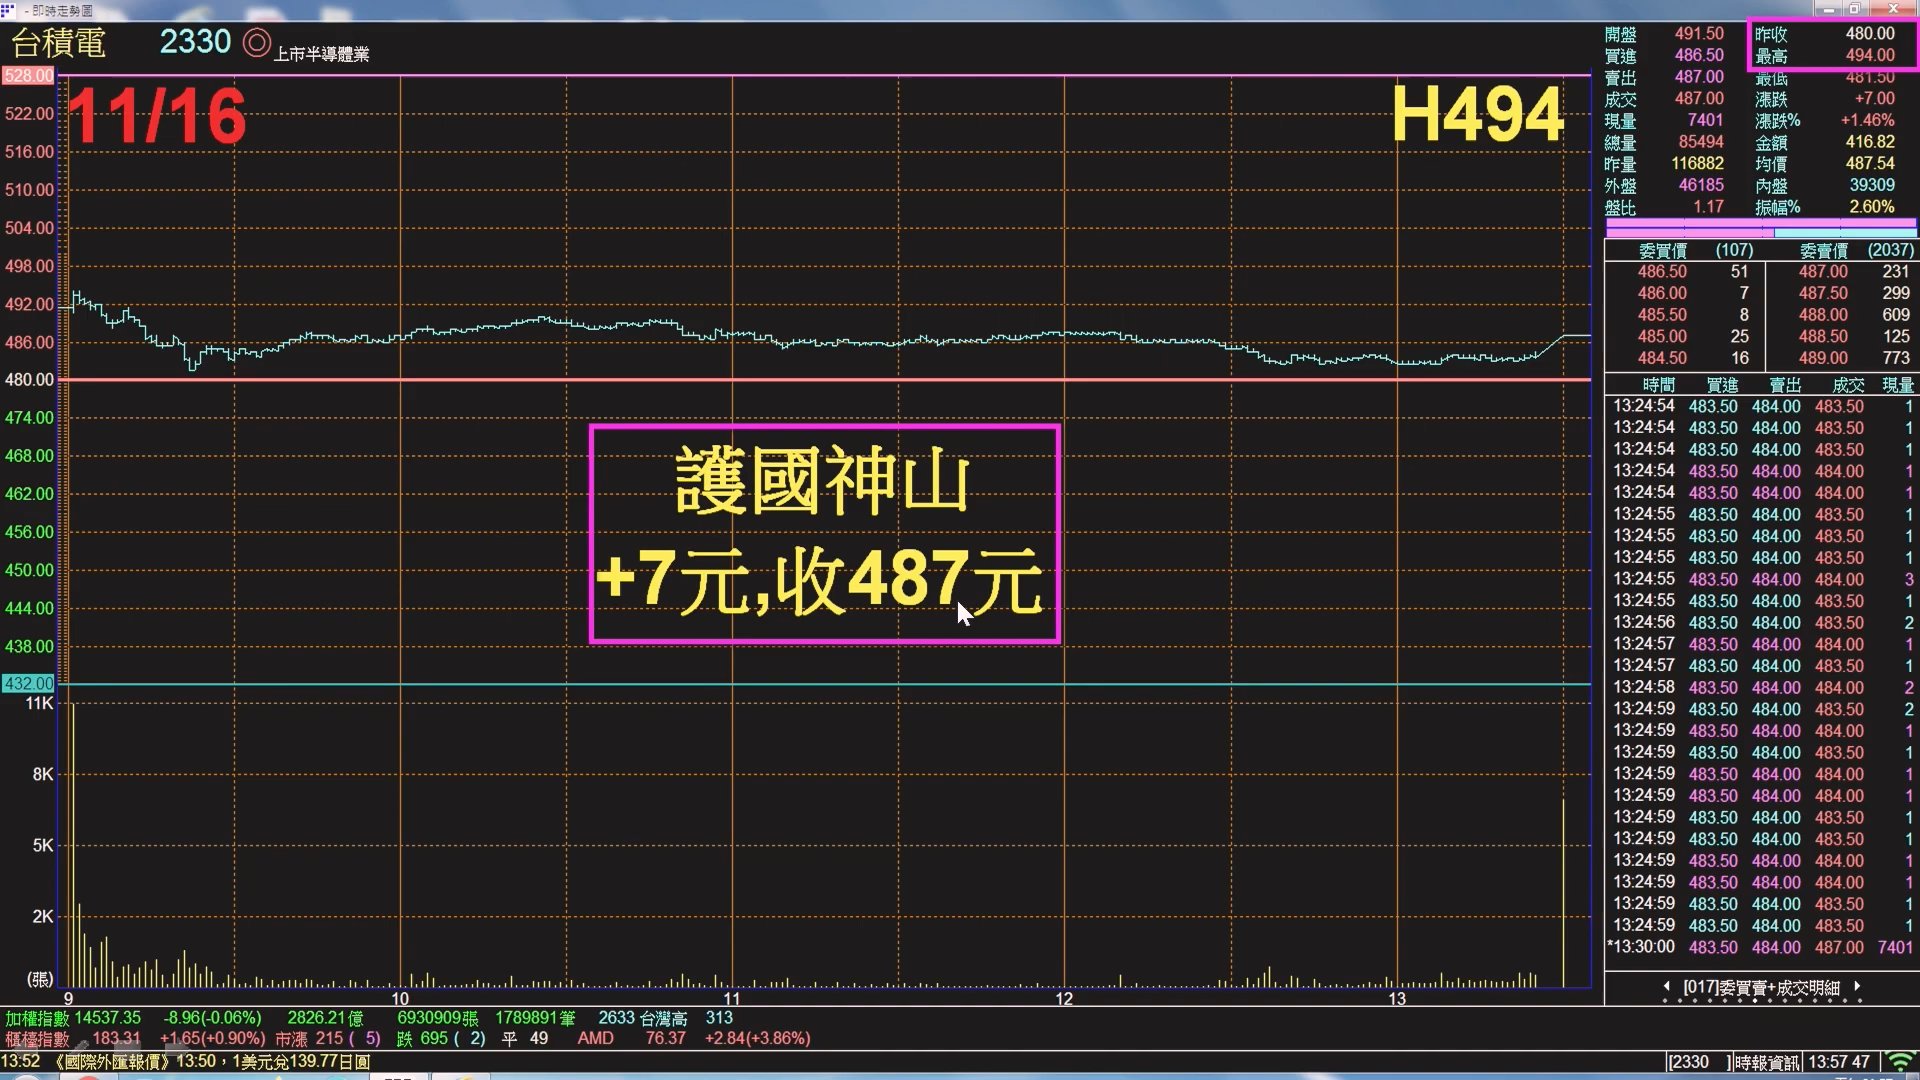 - 即時走勢圖
台積電 2330 ◎ 上市半導體業
528.00
522.00
516.00
510.00
504.00
498.00
492.00
486.00
480.00
474.00
468.00
462.00
456.00
450.00
444.00
438.00
432.00
11K
8K
5K
2K
(張)
9 10 11 12 13
11/16
H494
護國神山
+7元,收487元
開盤 491.50 昨收 480.00
買進 486.50 最高 494.00
賣出 487.00 最低 481.50
成交 487.00 漲跌 +7.00
現量 7401 漲跌% +1.46%
總量 85494 金額 416.82
昨量 116882 均價 487.54
外盤 46185 內盤 39309
盤比 1.17 振幅% 2.60%
委買價 (107) 委賣價 (2037)
486.50 51 487.00 231
486.00 7 487.50 299
485.50 8 488.00 609
485.00 25 488.50 125
484.50 16 489.00 773
時間 買進 賣出 成交 現量
13:24:54 483.50 484.00 483.50 1
13:24:54 483.50 484.00 483.50 1
13:24:54 483.50 484.00 483.50 1
13:24:54 483.50 484.00 484.00 1
13:24:54 483.50 484.00 484.00 1
13:24:55 483.50 484.00 483.50 1
13:24:55 483.50 484.00 483.50 1
13:24:55 483.50 484.00 483.50 1
13:24:55 483.50 484.00 484.00 3
13:24:55 483.50 484.00 483.50 1
13:24:56 483.50 484.00 483.50 2
13:24:57 483.50 484.00 484.00 1
13:24:57 483.50 484.00 483.50 1
13:24:58 483.50 484.00 484.00 2
13:24:59 483.50 484.00 483.50 2
13:24:59 483.50 484.00 484.00 1
13:24:59 483.50 484.00 483.50 1
13:24:59 483.50 484.00 484.00 1
13:24:59 483.50 484.00 484.00 1
13:24:59 483.50 484.00 483.50 1
13:24:59 483.50 484.00 483.50 1
13:24:59 483.50 484.00 484.00 1
13:24:59 483.50 484.00 484.00 1
13:24:59 483.50 484.00 483.50 1
13:24:59 483.50 484.00 483.50 1
*13:30:00 483.50 484.00 487.00 7401
[017]委買賣+成交明細
加權指數 14537.35 -8.96(-0.06%) 2826.21億 6930909張 1789891筆 2633 台灣高 313
櫃檯指數 183.31 +1.65(+0.90%) 市漲 215 ( 5) 跌 695 ( 2) 平 49 AMD 76.37 +2.84(+3.86%)
13:52 《國際外匯報價》13:50，1美元兌139.77日圓
[2330 ]時報資訊 13:57 47